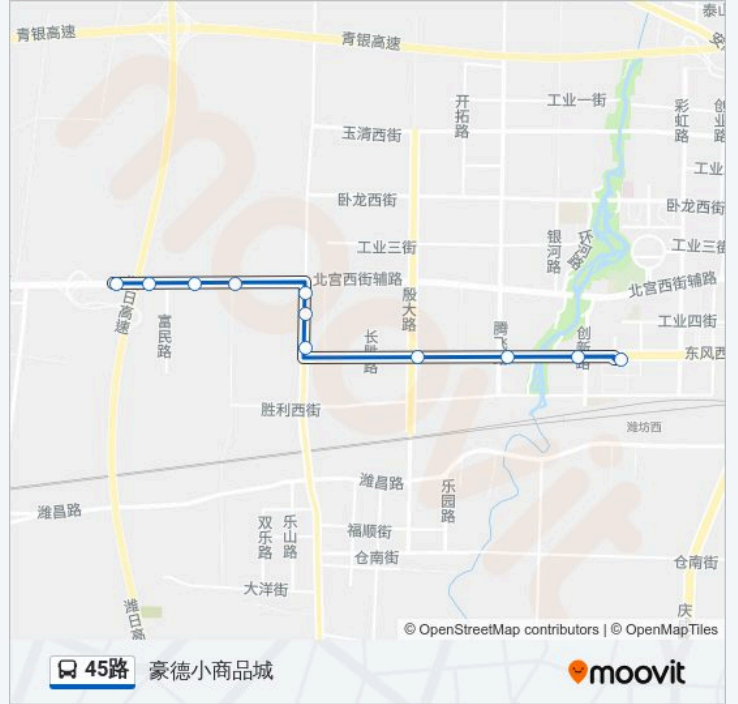 泰山
青银高速
青银高速
工业一街
开拓路
彩虹路
创业路
玉清西街
工业
卧龙西街
卧龙西街
工业三街
银河路
环河路
工业三街
北宫西街辅路
北宫西街辅路
日高速
殷大路
富民路
长胜路
腾飞
创新路
工业四街
东风西
胜利西街
潍坊西
潍昌路
潍昌路
乐园路
双乐路
乐山路
福顺街
仓南街
仓南街
大洋街
潍日高
庆
© OpenStreetMap contributors | © OpenMapTiles
45路 豪德小商品城
moovit
moovit